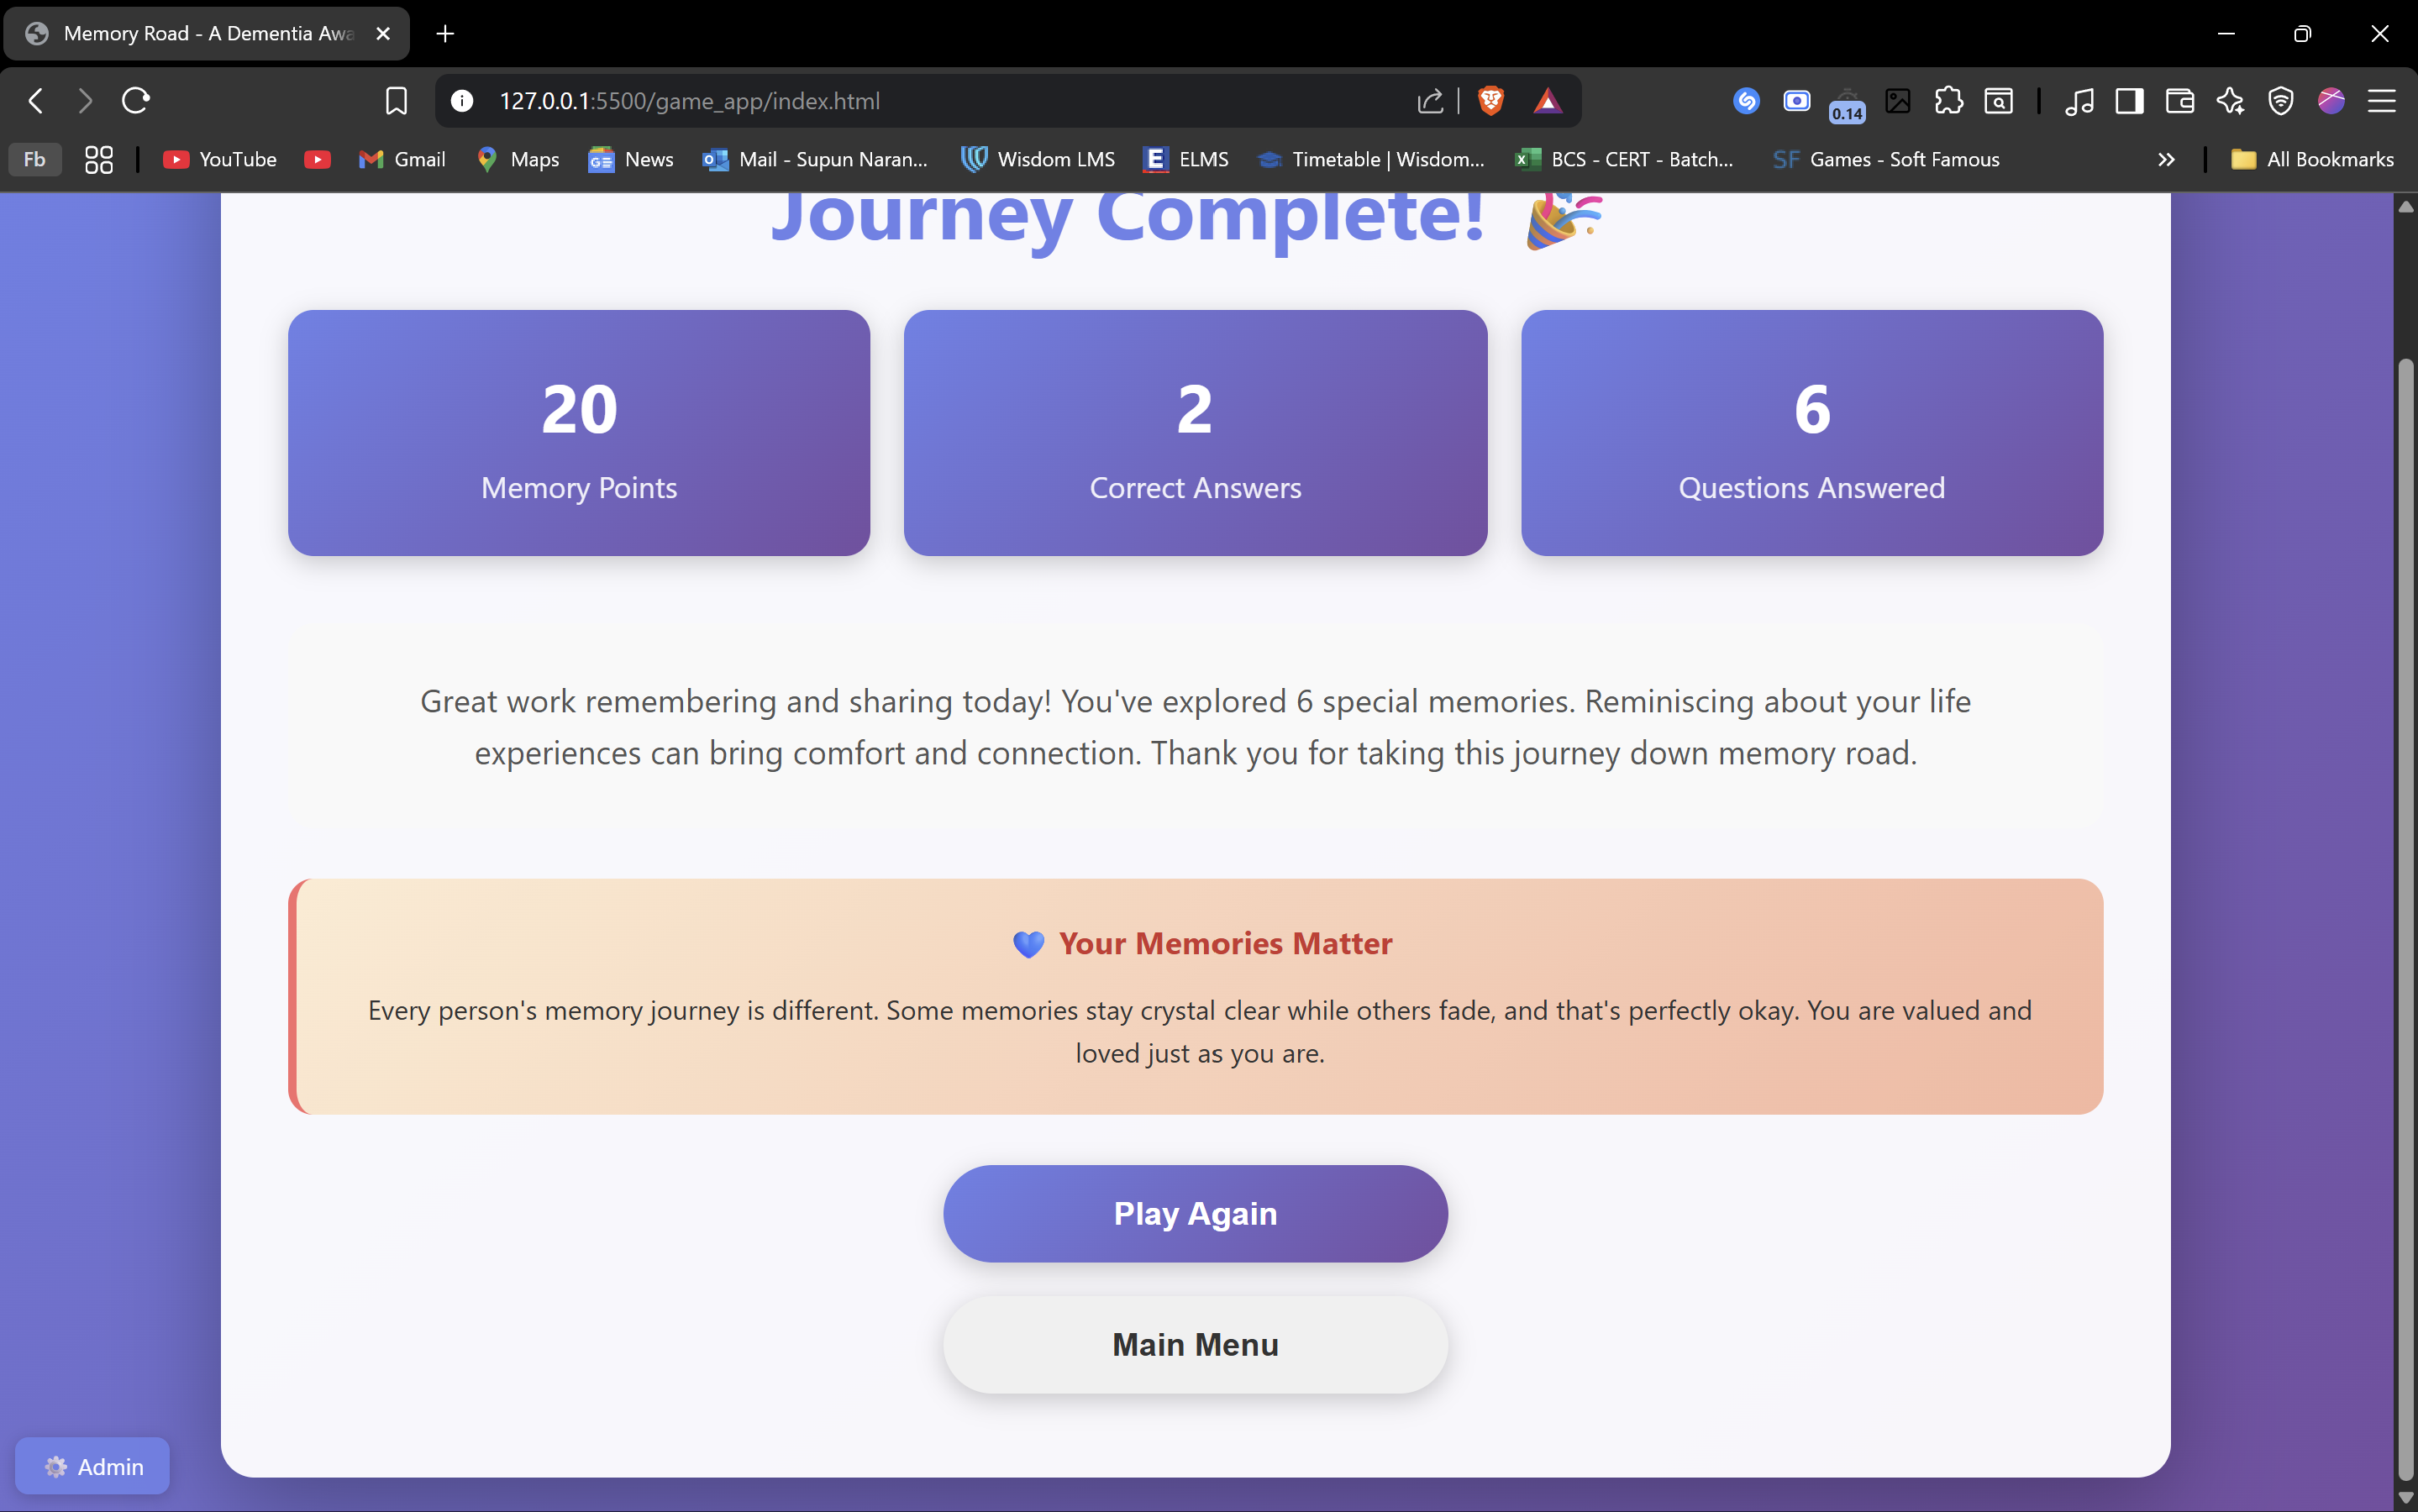 Memory Road - A Dementia Awa
127.0.0.1:5500/game_app/index.html
0.14
Fb
YouTube
Gmail
Maps
News
Mail - Supun Naran...
Wisdom LMS
ELMS
Timetable | Wisdom...
BCS - CERT - Batch...
SF Games - Soft Famous
All Bookmarks
Journey Complete!
20
Memory Points
2
Correct Answers
6
Questions Answered
Great work remembering and sharing today! You've explored 6 special memories. Reminiscing about your life
experiences can bring comfort and connection. Thank you for taking this journey down memory road.
Your Memories Matter
Every person's memory journey is different. Some memories stay crystal clear while others fade, and that's perfectly okay. You are valued and
loved just as you are.
Play Again
Main Menu
Admin